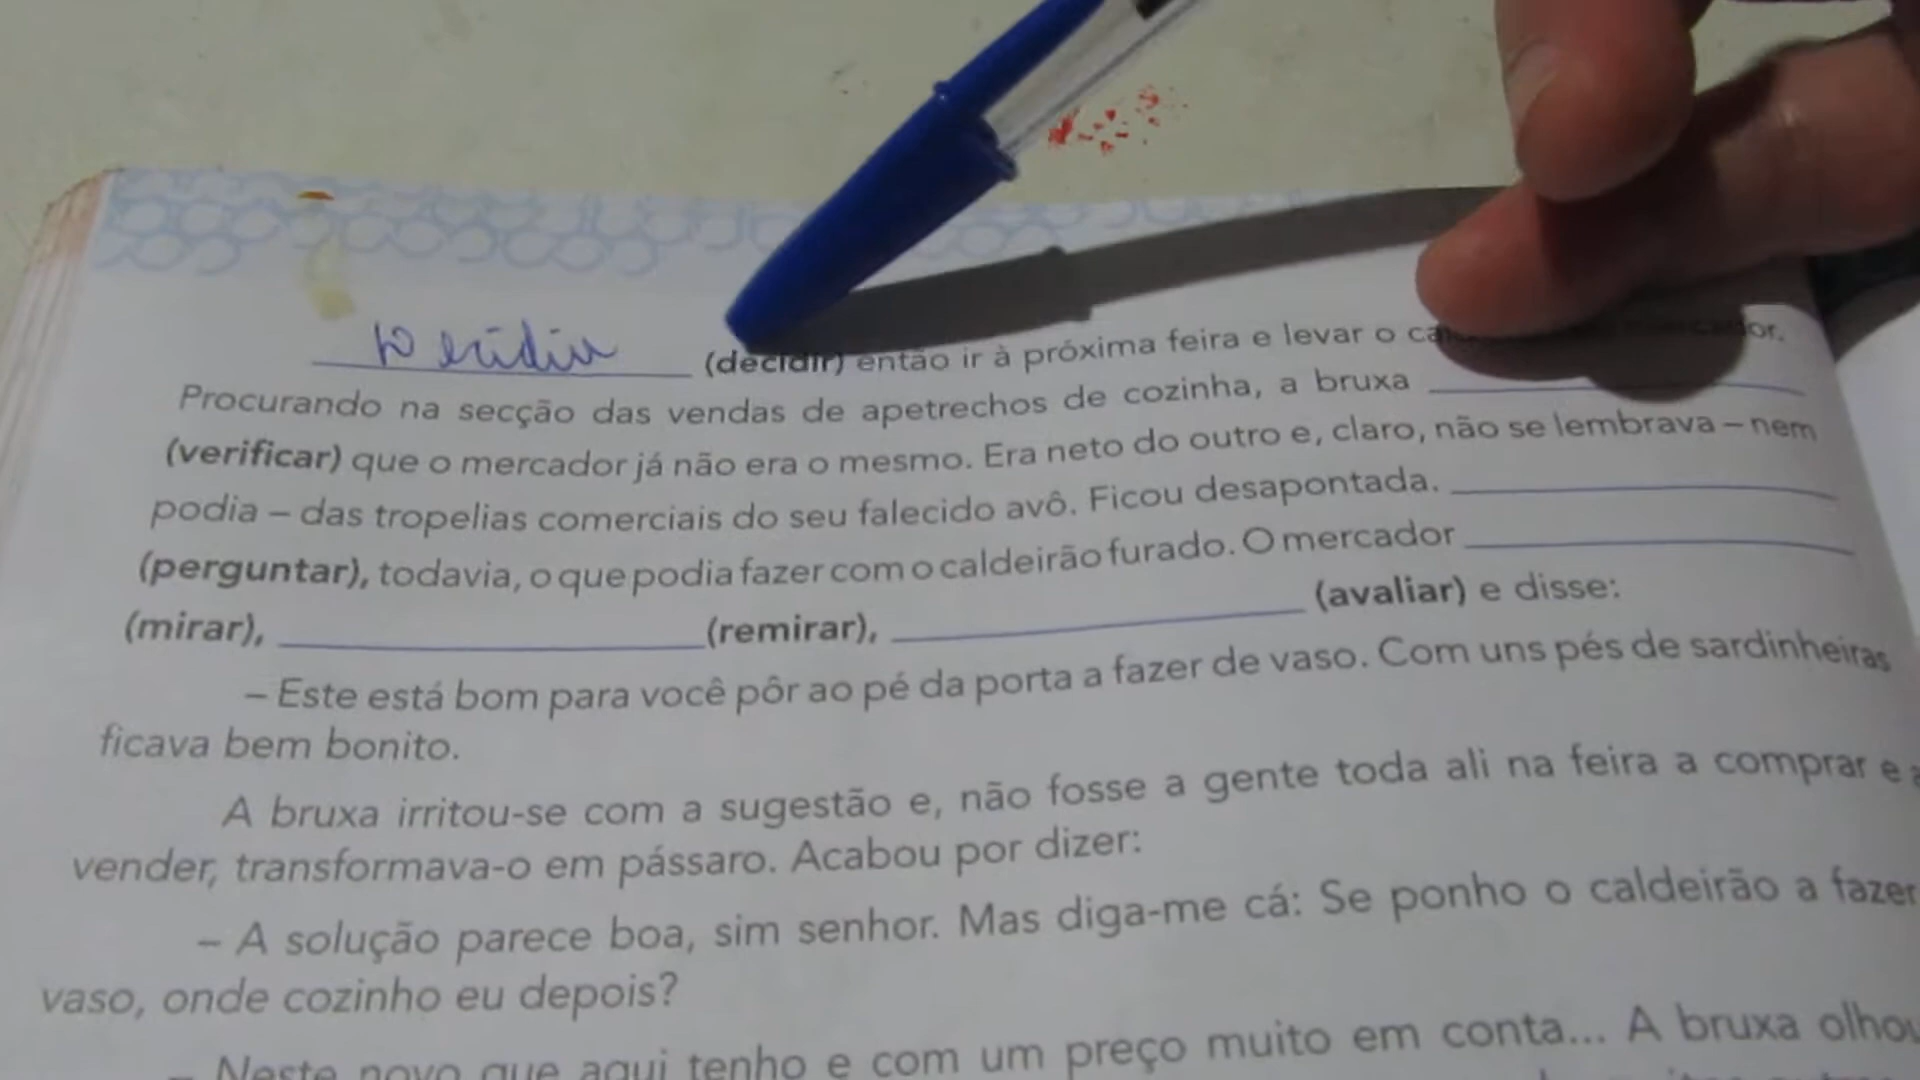 Decidiu (decidir) então ir à próxima feira e levar o
Procurando na secção das vendas de apetrechos de cozinha, a bruxa
(verificar) que o mercador já não era o mesmo. Era neto do outro e, claro, não se lembrava – nem
podia – das tropelias comerciais do seu falecido avô. Ficou desapontada.
(perguntar), todavia, o que podia fazer com o caldeirão furado. O mercador
(mirar), (remirar), (avaliar) e disse:
– Este está bom para você pôr ao pé da porta a fazer de vaso. Com uns pés de sardinheiras
ficava bem bonito.
A bruxa irritou-se com a sugestão e, não fosse a gente toda ali na feira a comprar e a
vender, transformava-o em pássaro. Acabou por dizer:
– A solução parece boa, sim senhor. Mas diga-me cá: Se ponho o caldeirão a fazer
vaso, onde cozinho eu depois?
– Neste novo que aqui tenho e com um preço muito em conta... A bruxa olhou